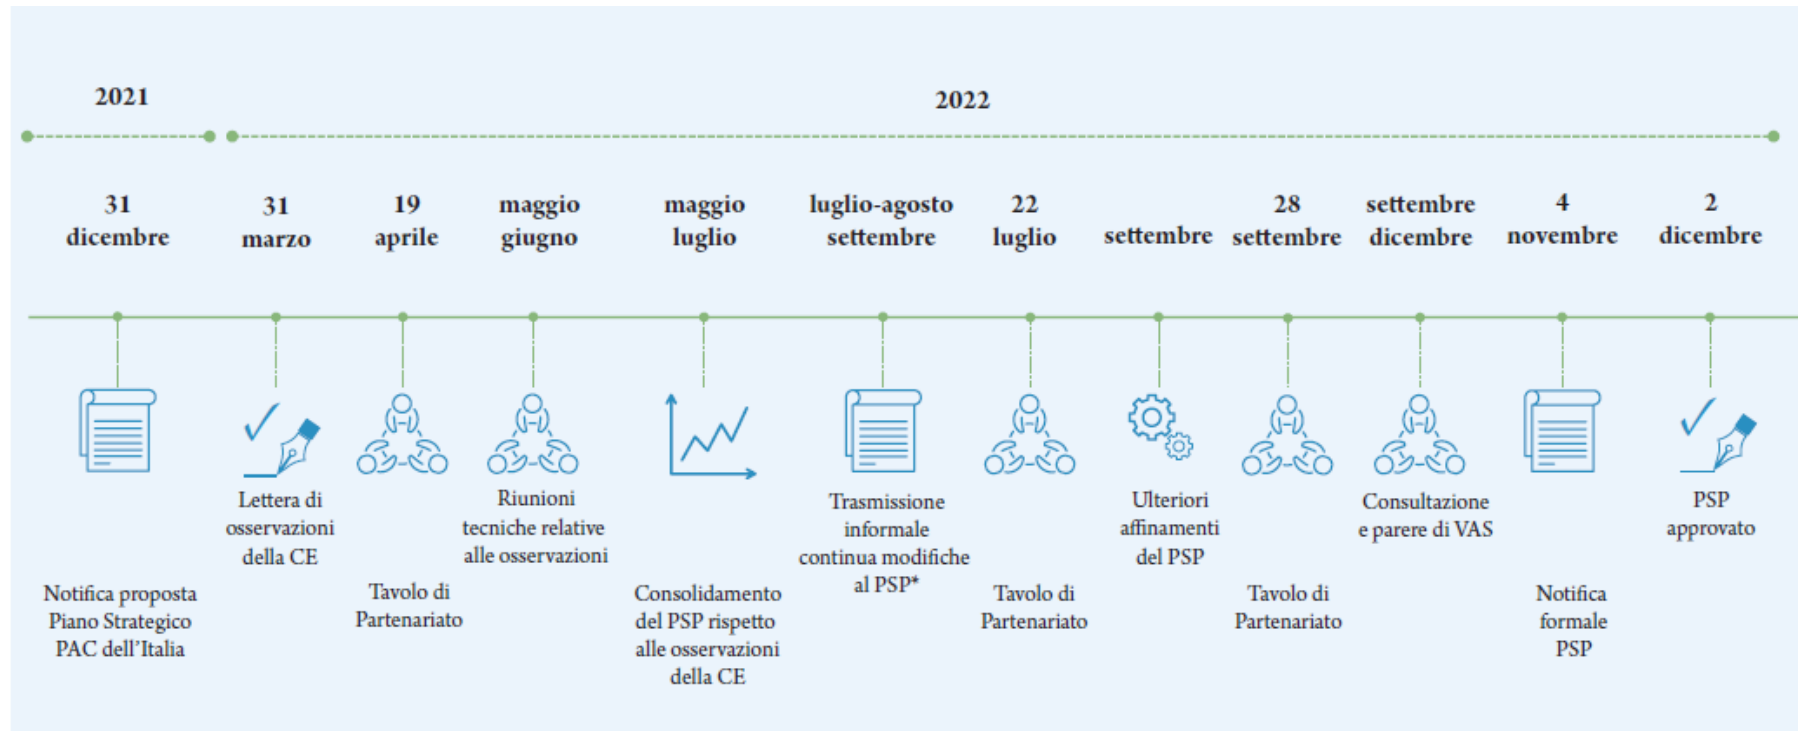 2021
2022
31
dicembre
31
marzo
19
aprile
maggio
giugno
maggio
luglio
luglio-agosto
settembre
22
luglio
settembre
28
settembre
settembre
dicembre
4
novembre
2
dicembre
Notifica proposta
Piano Strategico
PAC dell’Italia
Lettera di
osservazioni
della CE
Tavolo di
Partenariato
Riunioni
tecniche relative
alle osservazioni
Consolidamento
del PSP rispetto
alle osservazioni
della CE
Trasmissione
informale
continua modifiche
al PSP*
Tavolo di
Partenariato
Ulteriori
affinamenti
del PSP
Tavolo di
Partenariato
Consultazione
e parere di VAS
Notifica
formale
PSP
PSP
approvato